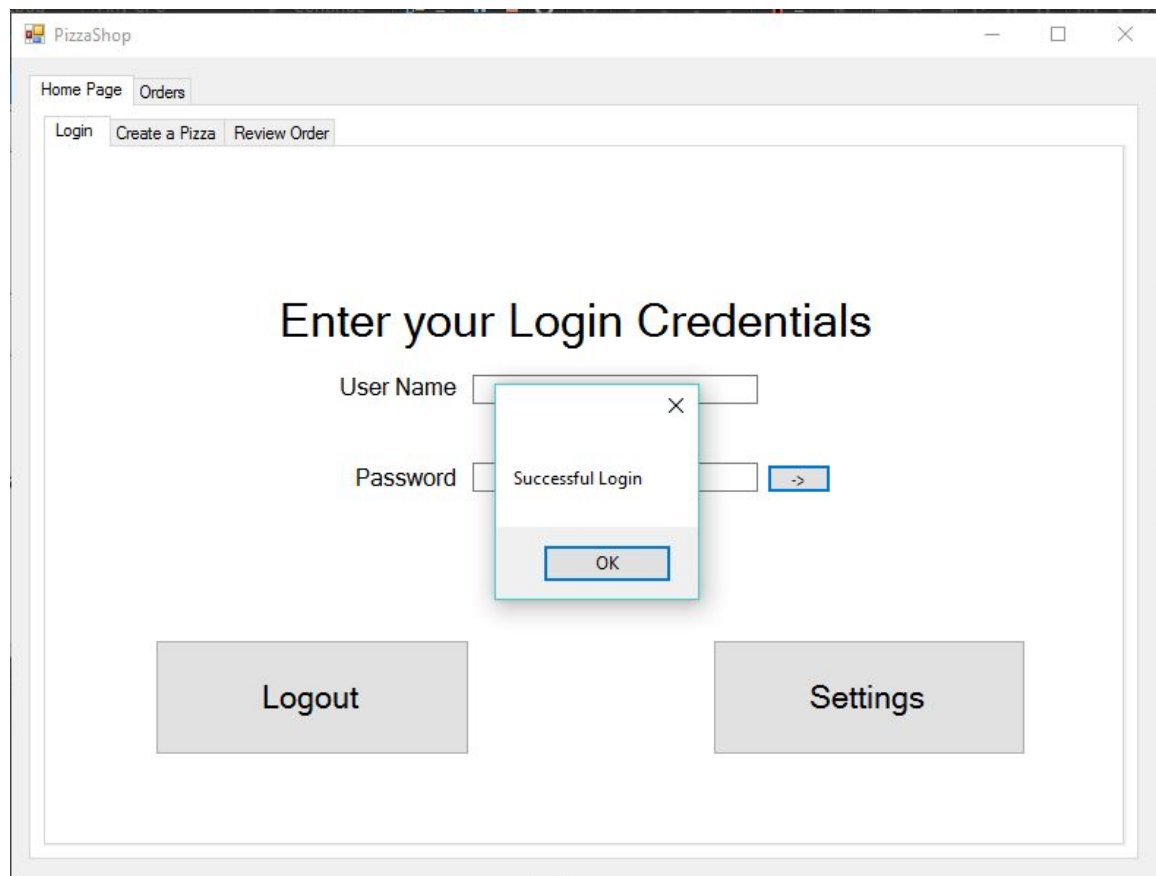 PizzaShop
Home Page Orders
Login Create a Pizza Review Order
Enter your Login Credentials
User Name
Password
->
Successful Login
OK
Logout
Settings